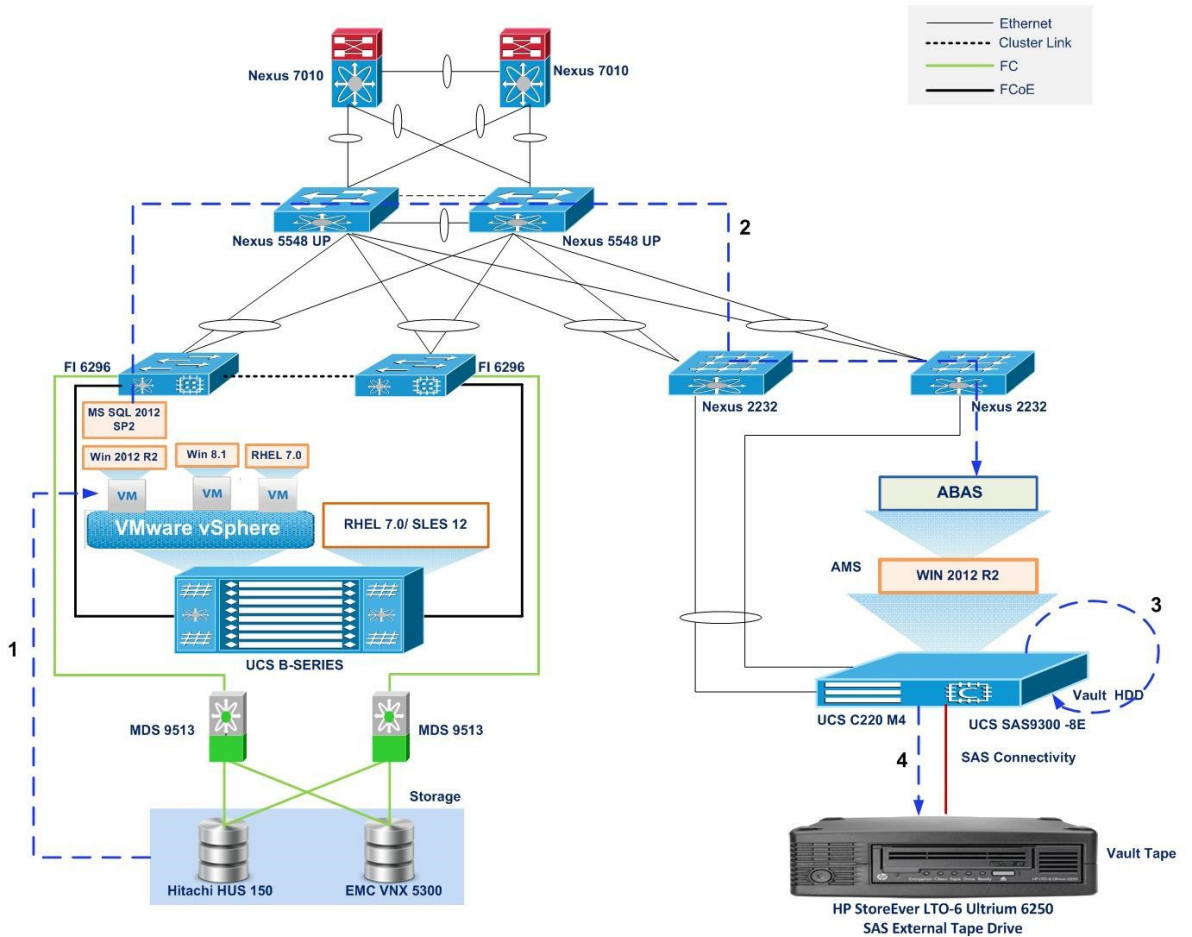 Ethernet
Cluster Link
FC
FCoE
Nexus 7010
Nexus 7010
Nexus 5548 UP
Nexus 5548 UP
2
FI 6296
FI 6296
Nexus 2232
Nexus 2232
MS SQL 2012
SP2
Win 2012 R2
Win 8.1
RHEL 7.0
VM
VM
VM
VMware vSphere
RHEL 7.0/ SLES 12
ABAS
AMS
WIN 2012 R2
UCS B-SERIES
1
3
Vault HDD
UCS C220 M4
UCS SAS9300 -8E
MDS 9513
MDS 9513
4
SAS Connectivity
Storage
Hitachi HUS 150
EMC VNX 5300
Vault Tape
HP StoreEver LTO-6 Ultrium 6250
SAS External Tape Drive